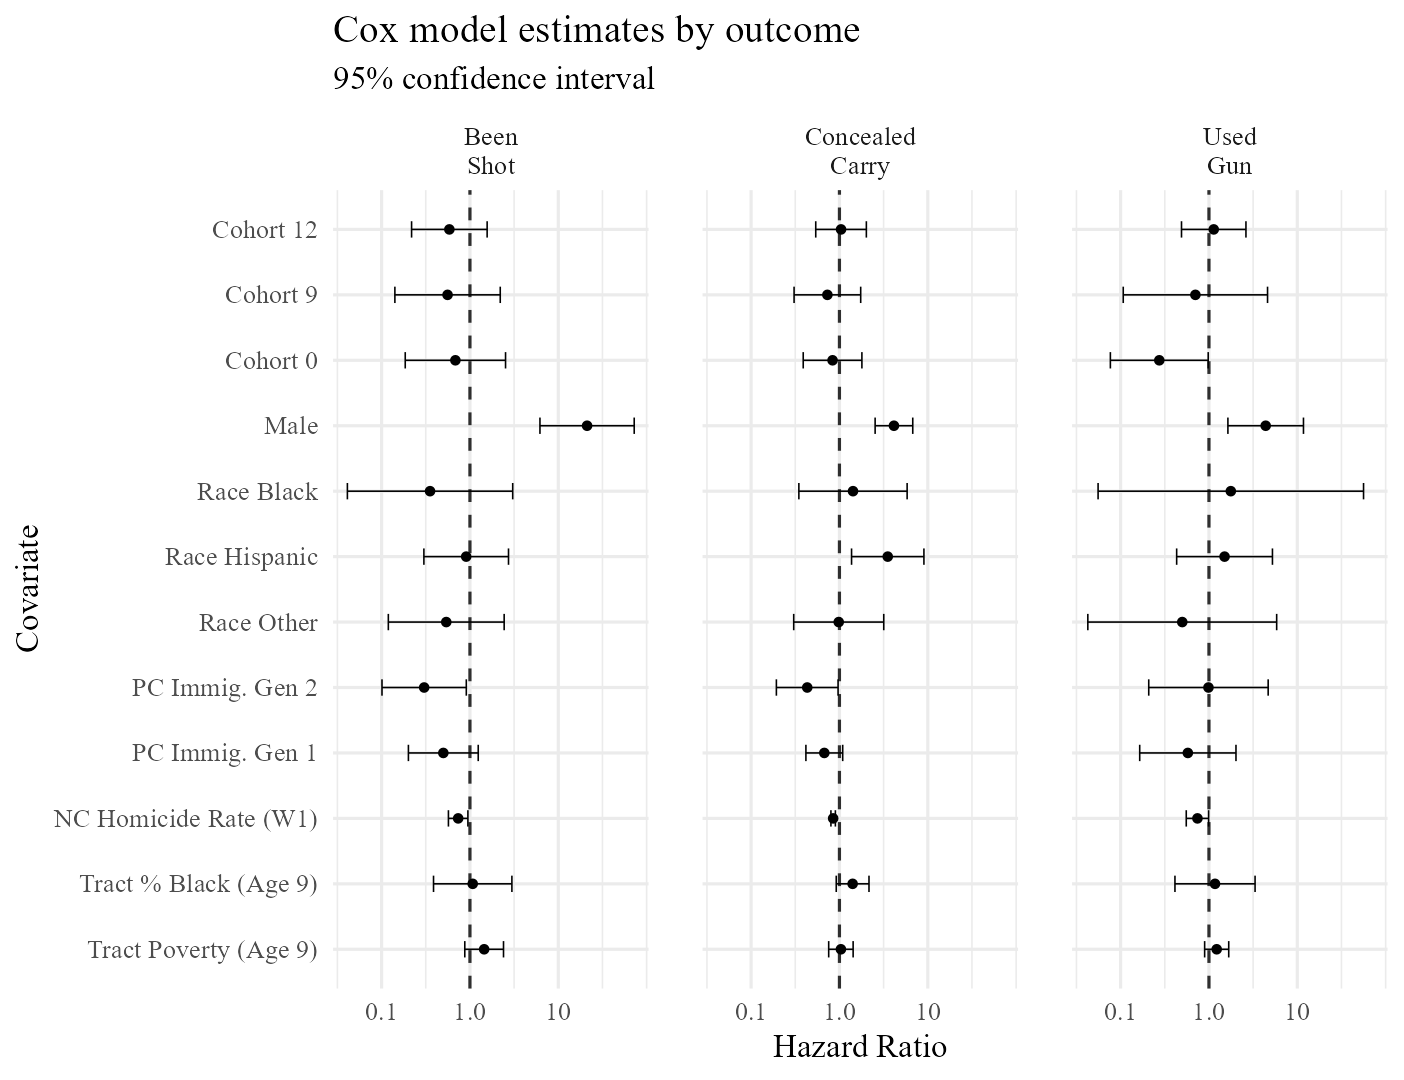 Cox model estimates by outcome
95% confidence interval
Been
Shot
Concealed
Carry
Used
Gun
Covariate
Cohort 12
Cohort 9
Cohort 0
Male
Race Black
Race Hispanic
Race Other
PC Immig. Gen 2
PC Immig. Gen 1
NC Homicide Rate (W1)
Tract % Black (Age 9)
Tract Poverty (Age 9)
0.1 1.0 10 0.1 1.0 10 0.1 1.0 10
Hazard Ratio